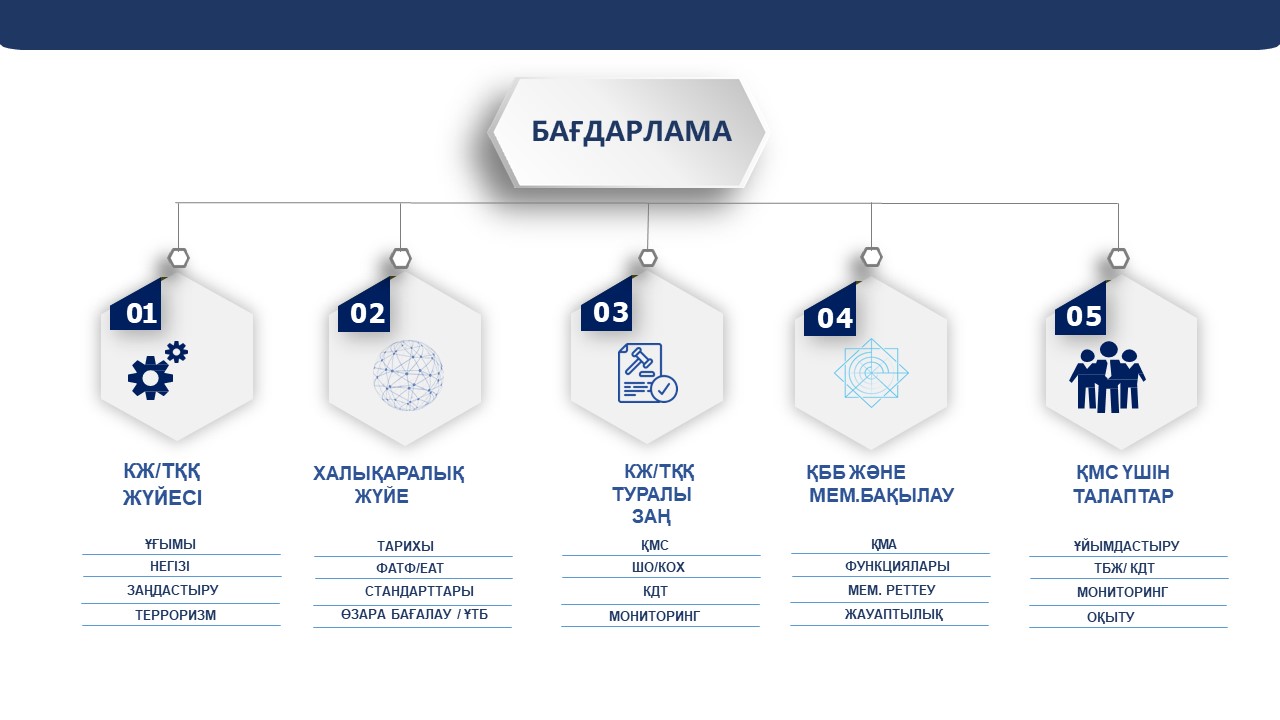 БАҒДАРЛАМА
01
КЖ/ТҚҚ
ЖҮЙЕСІ
ҰҒЫМЫ
НЕГІЗІ
ЗАҢДАСТЫРУ
ТЕРРОРИЗМ
02
ХАЛЫҚАРАЛЫҚ
ЖҮЙЕ
ТАРИХЫ
ФАТФ/ЕАТ
СТАНДАРТТАРЫ
ӨЗАРА БАҒАЛАУ / ҰТБ
03
КЖ/ТҚҚ
ТУРАЛЫ
ЗАҢ
ҚМС
ШО/КОХ
КДТ
МОНИТОРИНГ
04
ҚББ ЖӘНЕ
МЕМ.БАҚЫЛАУ
ҚМА
ФУНКЦИЯЛАРЫ
МЕМ. РЕТТЕУ
ЖАУАПТЫЛЫҚ
05
ҚМС ҮШІН
ТАЛАПТАР
ҰЙЫМДАСТЫРУ
ТБЖ/ КДТ
МОНИТОРИНГ
ОҚЫТУ